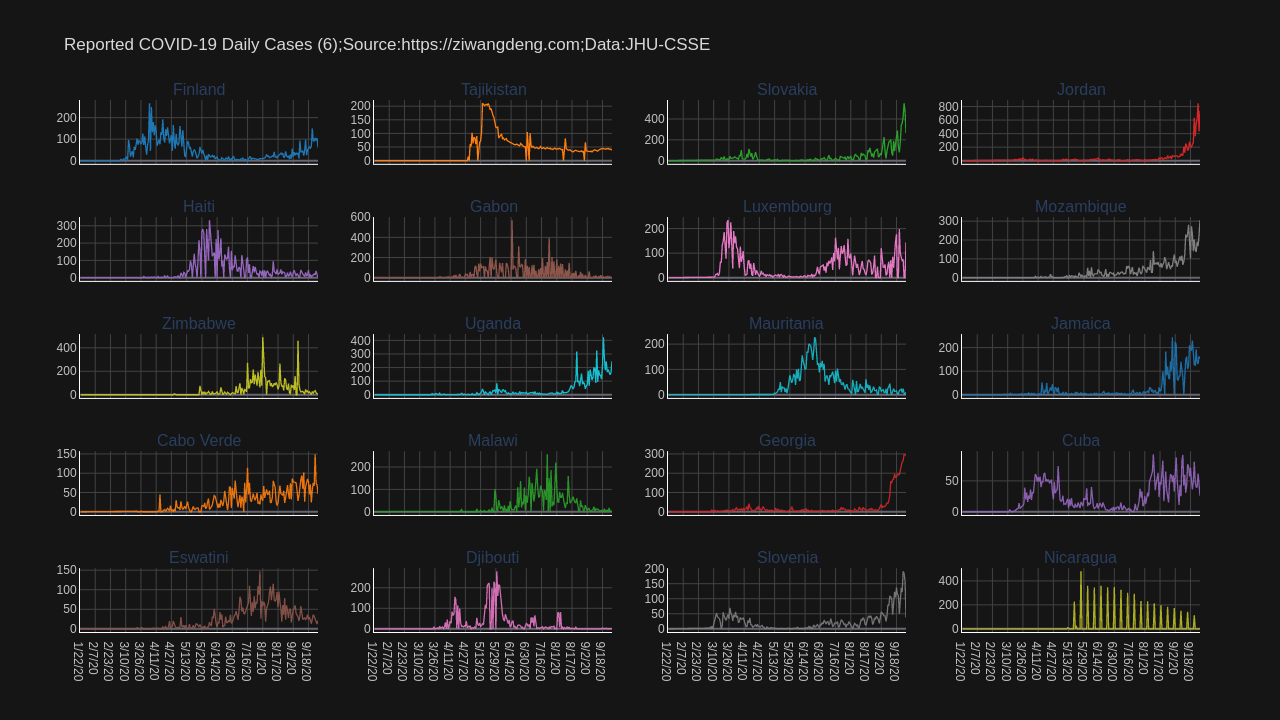 Reported COVID-19 Daily Cases (6);Source:https://ziwangdeng.com;Data:JHU-CSSE
Finland
0
100
200
Tajikistan
0
50
100
150
200
Slovakia
0
200
400
Jordan
0
200
400
600
800
Haiti
0
100
200
300
Gabon
0
200
400
600
Luxembourg
0
100
200
Mozambique
0
100
200
300
Zimbabwe
0
200
400
Uganda
0
100
200
300
400
Mauritania
0
100
200
Jamaica
0
100
200
Cabo Verde
0
50
100
150
Malawi
0
100
200
Georgia
0
100
200
300
Cuba
0
50
Eswatini
0
50
100
150
Djibouti
0
100
200
Slovenia
0
50
100
150
200
Nicaragua
0
200
400
1/22/20 2/7/20 2/23/20 3/10/20 3/26/20 4/11/20 4/27/20 5/13/20 5/29/20 6/14/20 6/30/20 7/16/20 8/1/20 8/17/20 9/2/20 9/18/20
1/22/20 2/7/20 2/23/20 3/10/20 3/26/20 4/11/20 4/27/20 5/13/20 5/29/20 6/14/20 6/30/20 7/16/20 8/1/20 8/17/20 9/2/20 9/18/20
1/22/20 2/7/20 2/23/20 3/10/20 3/26/20 4/11/20 4/27/20 5/13/20 5/29/20 6/14/20 6/30/20 7/16/20 8/1/20 8/17/20 9/2/20 9/18/20
1/22/20 2/7/20 2/23/20 3/10/20 3/26/20 4/11/20 4/27/20 5/13/20 5/29/20 6/14/20 6/30/20 7/16/20 8/1/20 8/17/20 9/2/20 9/18/20